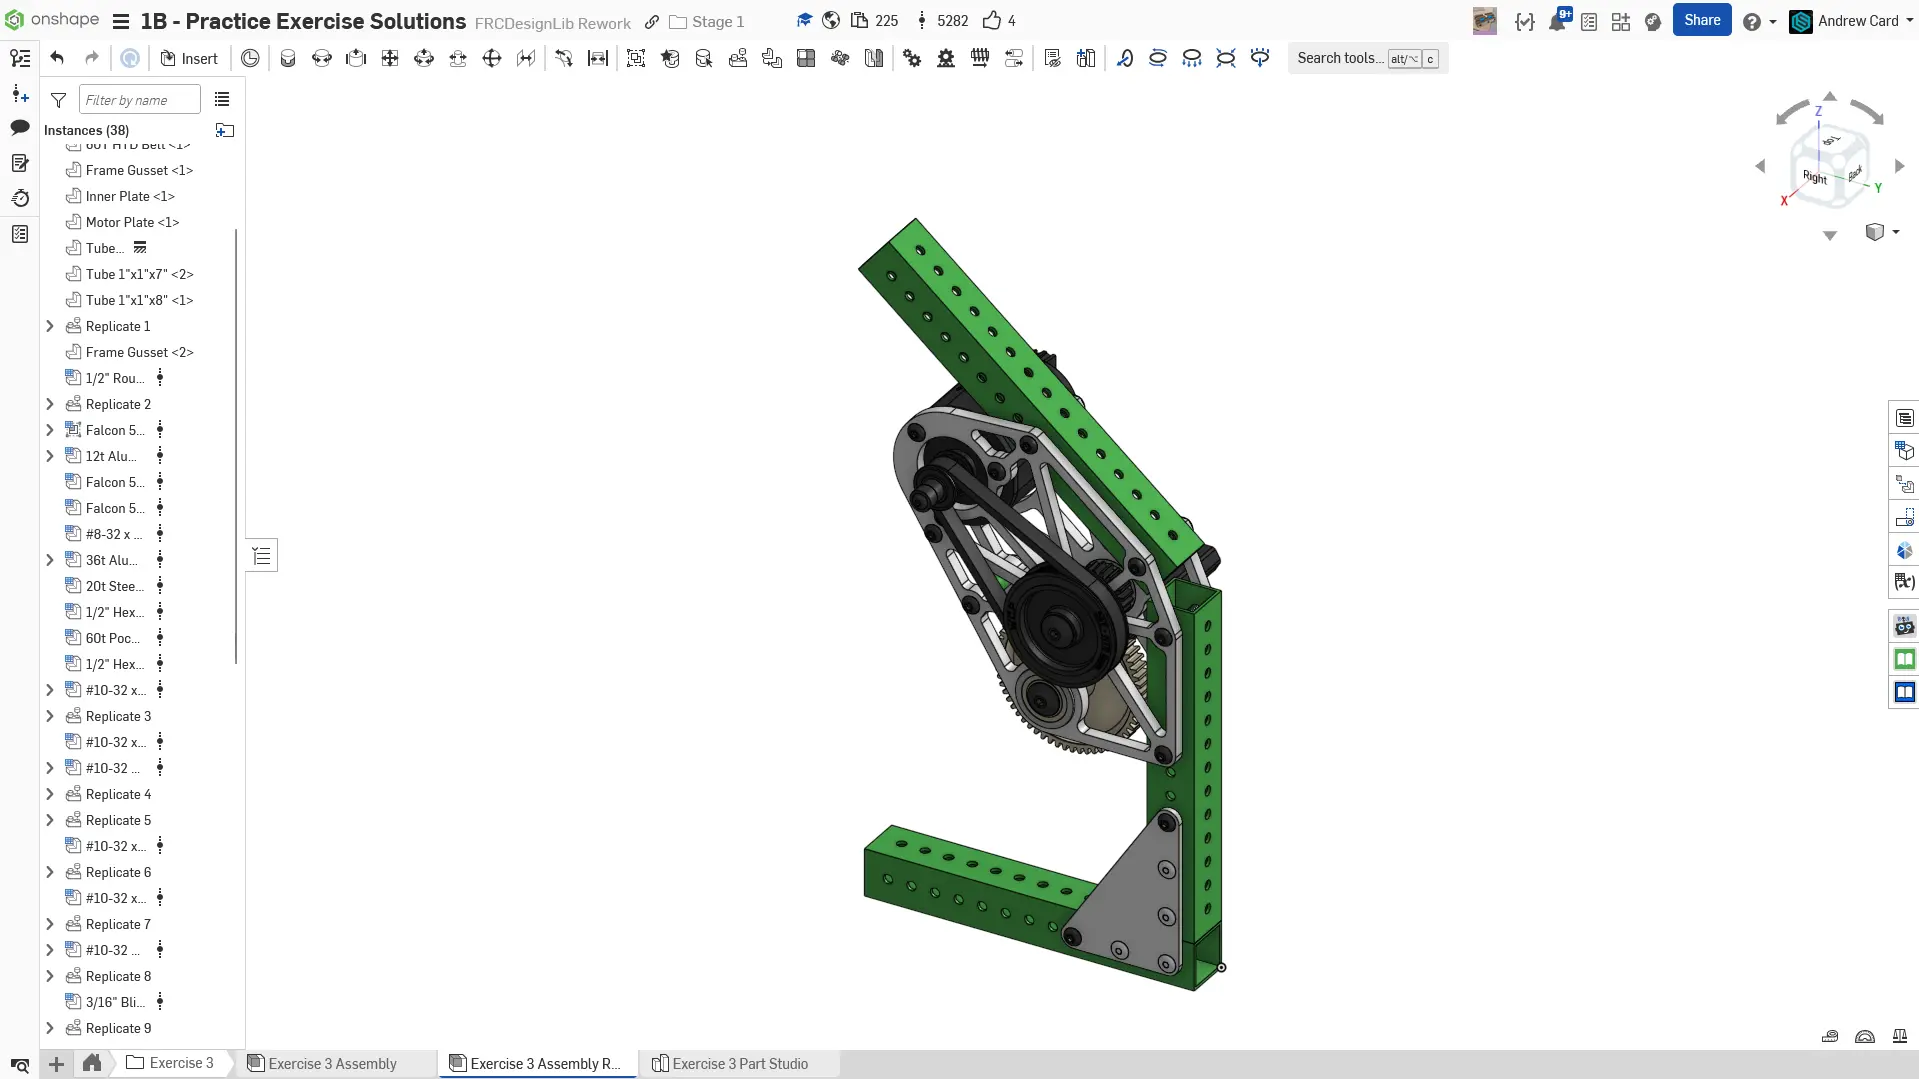 onshape
1B - Practice Exercise Solutions
FRCDesignLib Rework
Stage 1
225
5282
4
9+
Share
Andrew Card
Insert
Search tools...
alt/⌥
c
Filter by name
Instances (38)
60T HTD Belt <1>
Frame Gusset <1>
Inner Plate <1>
Motor Plate <1>
Tube...
Tube 1"x1"x7" <2>
Tube 1"x1"x8" <1>
Replicate 1
Frame Gusset <2>
1/2" Rou...
Replicate 2
Falcon 5...
12t Alu...
Falcon 5...
Falcon 5...
#8-32 x ...
36t Alu...
20t Stee...
1/2" Hex...
60t Poc...
1/2" Hex...
#10-32 x...
Replicate 3
#10-32 x...
#10-32 ...
Replicate 4
Replicate 5
#10-32 x...
Replicate 6
#10-32 x...
Replicate 7
#10-32 ...
Replicate 8
3/16" Bli...
Replicate 9
Z
Top
Right
Back
X
Y
Exercise 3
Exercise 3 Assembly
Exercise 3 Assembly R...
Exercise 3 Part Studio